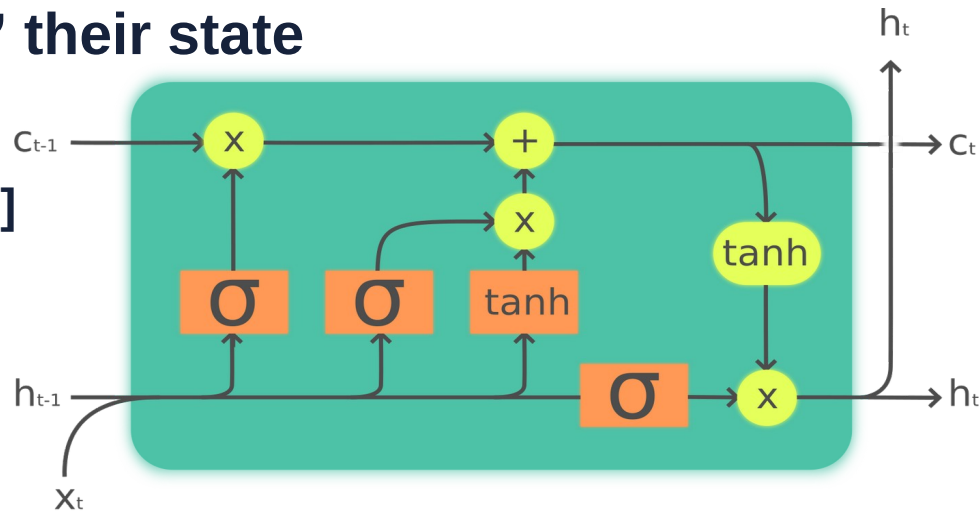 ’ their state
hₜ
cₜ₋₁
x
+
cₜ
]
x
tanh
σ
σ
tanh
hₜ₋₁
σ
x
hₜ
xₜ